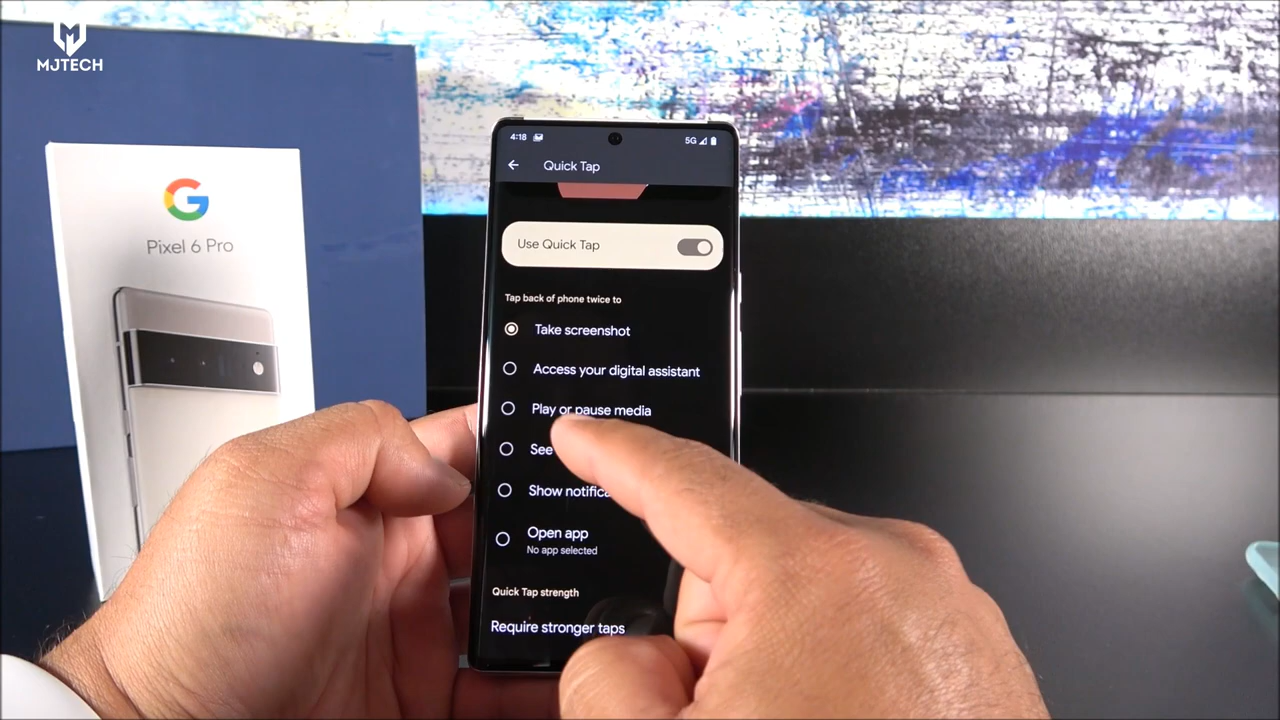 MJTECH
G
Pixel 6 Pro
4:18
5G
Quick Tap
Use Quick Tap
Tap back of phone twice to
Take screenshot
Access your digital assistant
Play or pause media
See
Show
Open app
No app selected
Quick Tap strength
Require stronger taps